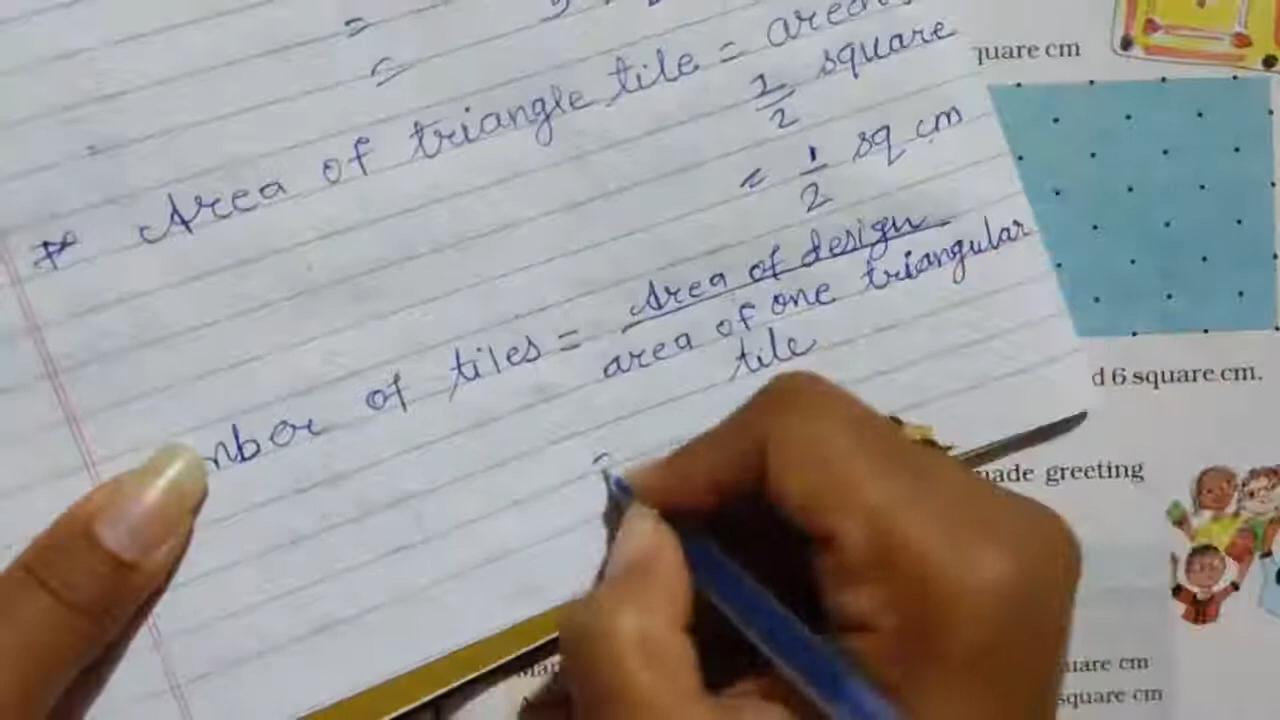 =
=
* Area of triangle tile = area
1/2 square
= 1/2 sq cm
mber of tiles = Area of design
area of one triangular
tile
=
quare cm
d 6 square cm.
made greeting
uare cm
square cm